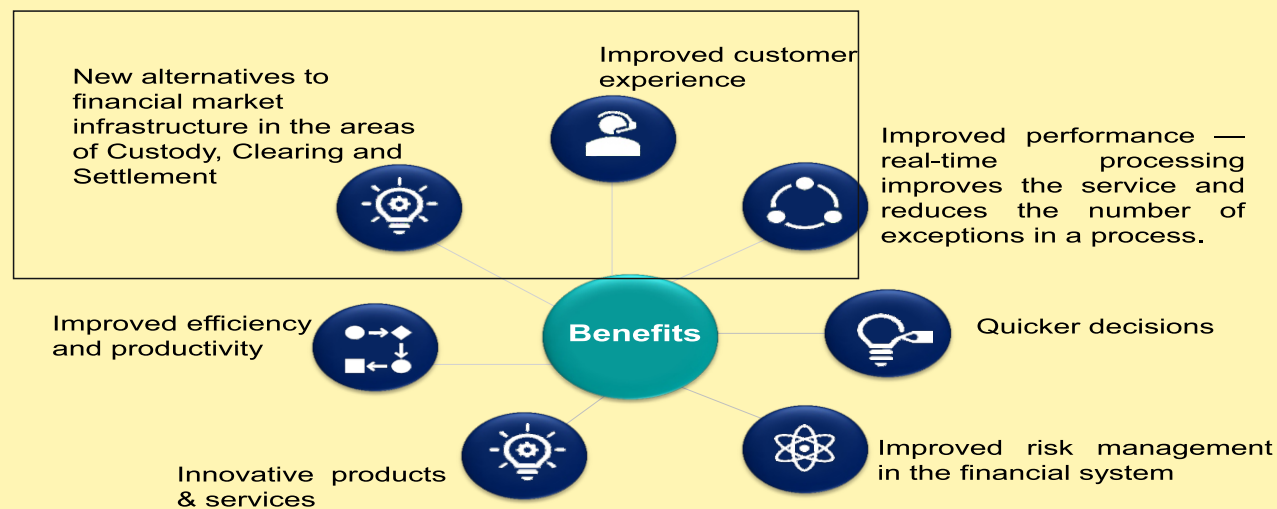 Improved customer
experience
New alternatives to
financial market
infrastructure in the areas
of Custody, Clearing and
Settlement
Improved performance —
real-time processing
improves the service and
reduces the number of
exceptions in a process.
Benefits
Improved efficiency
and productivity
Quicker decisions
Innovative products
& services
Improved risk management
in the financial system